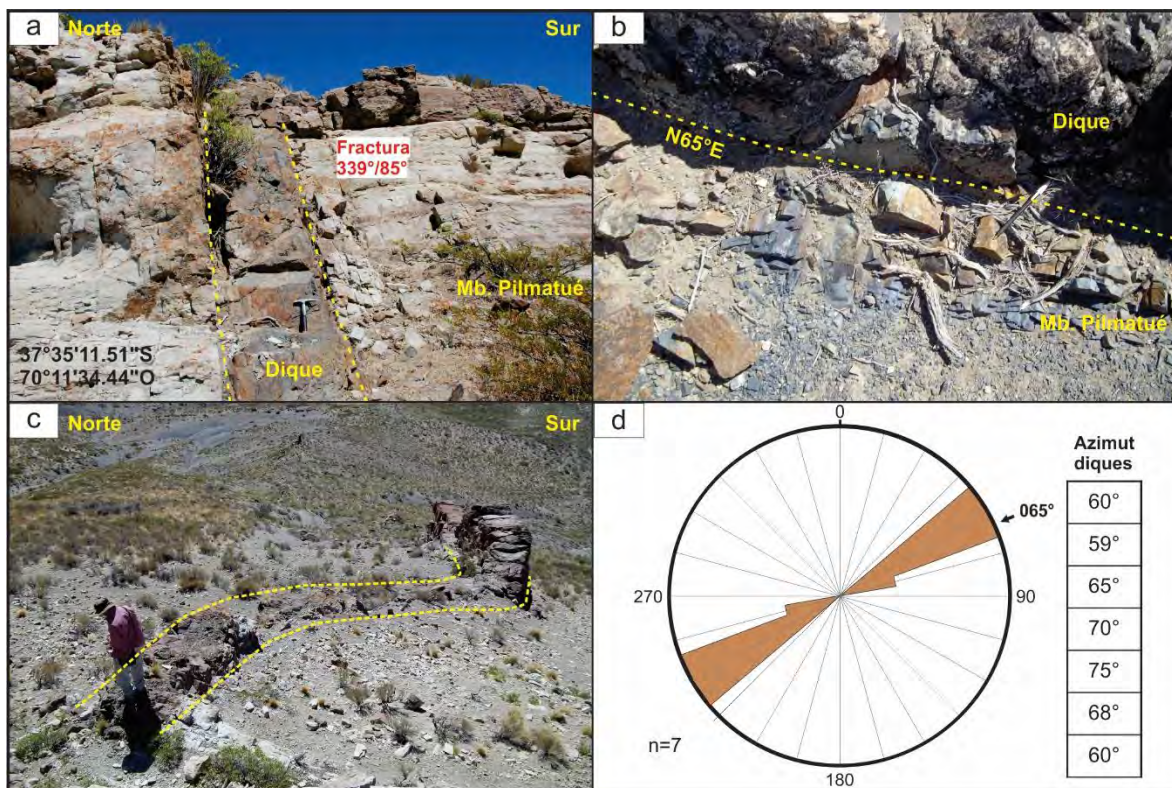 a
Norte
Sur
Fractura
339°/85°
Mb. Pilmatué
37°35'11.51"S
70°11'34.44"O
Dique
b
N65°E
Dique
Mb. Pilmatué
c
Norte
Sur
d
0
065°
270
90
180
n=7
Azimut
diques
60°
59°
65°
70°
75°
68°
60°